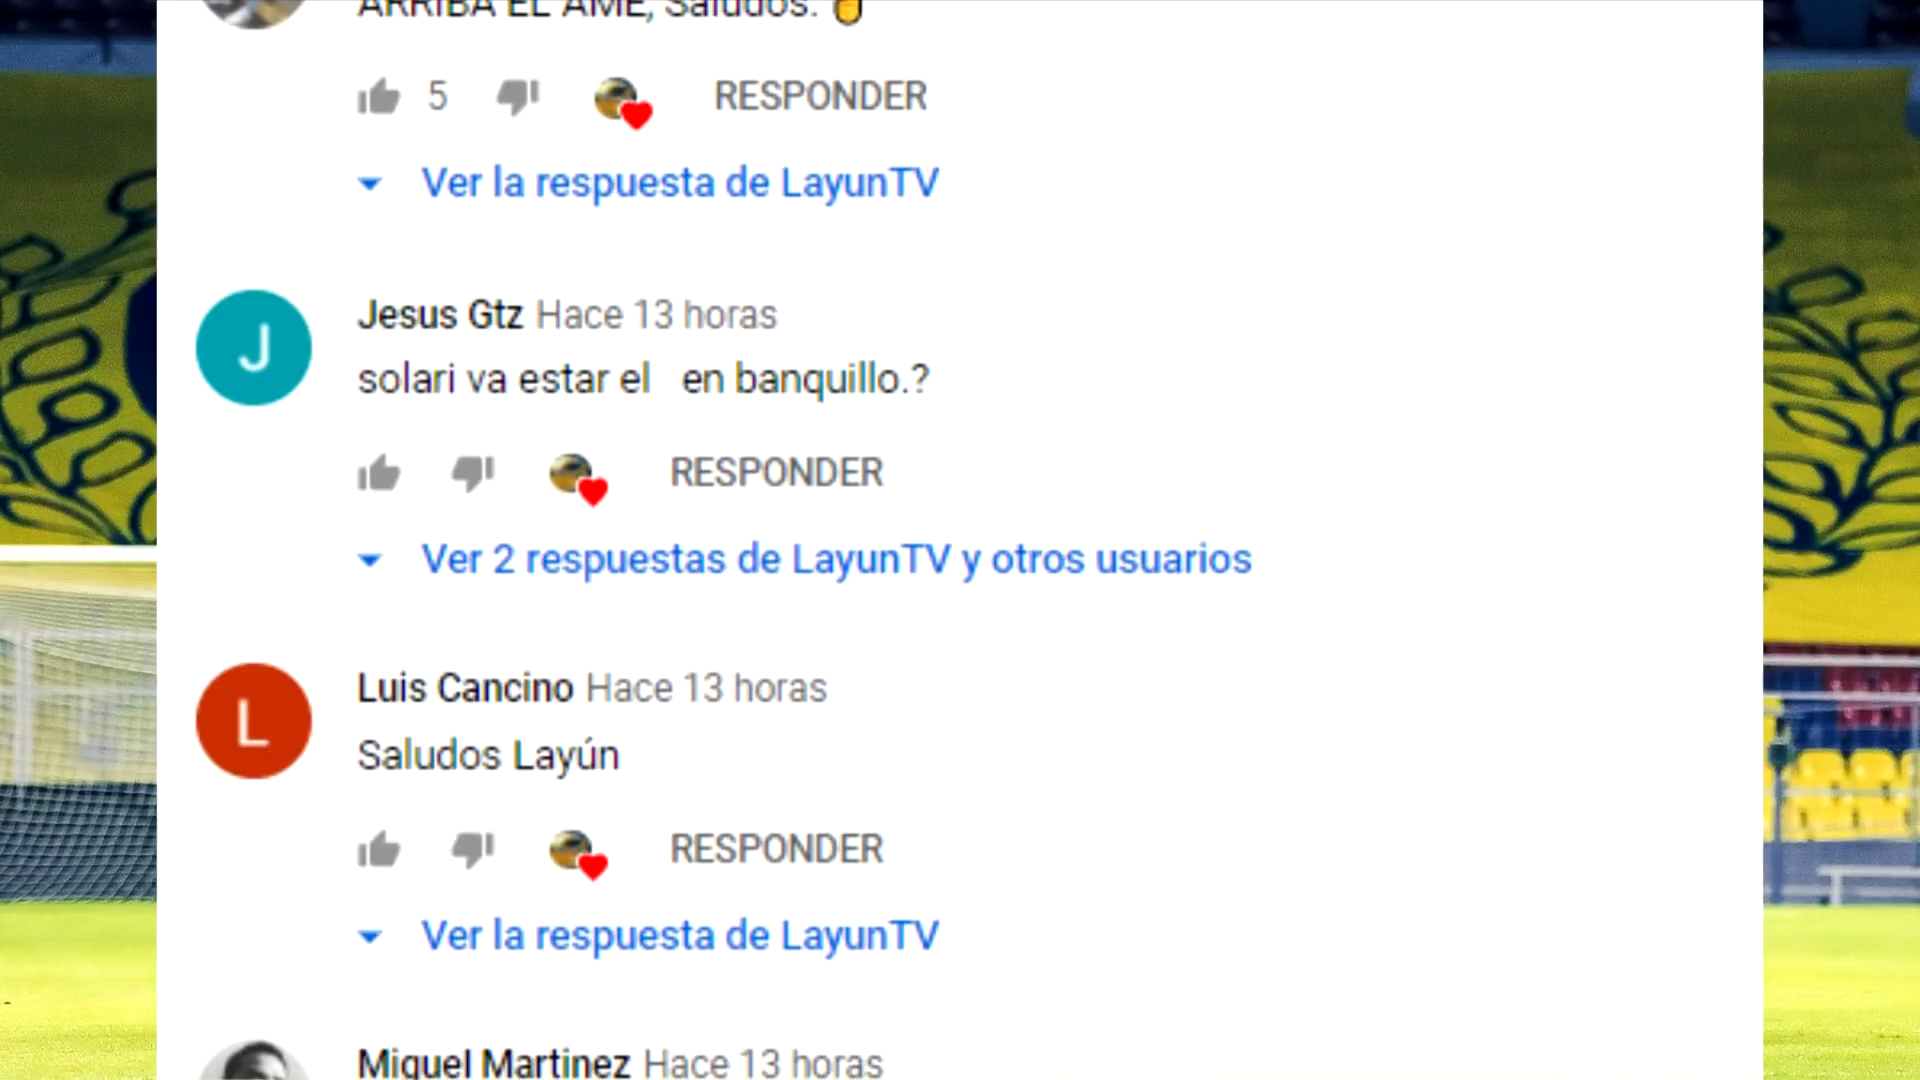 ARRIBA EL AME, Saludos.
5 RESPONDER
Ver la respuesta de LayunTV
J
Jesus Gtz Hace 13 horas
solari va estar el en banquillo.?
RESPONDER
Ver 2 respuestas de LayunTV y otros usuarios
L
Luis Cancino Hace 13 horas
Saludos Layún
RESPONDER
Ver la respuesta de LayunTV
Miguel Martinez Hace 13 horas